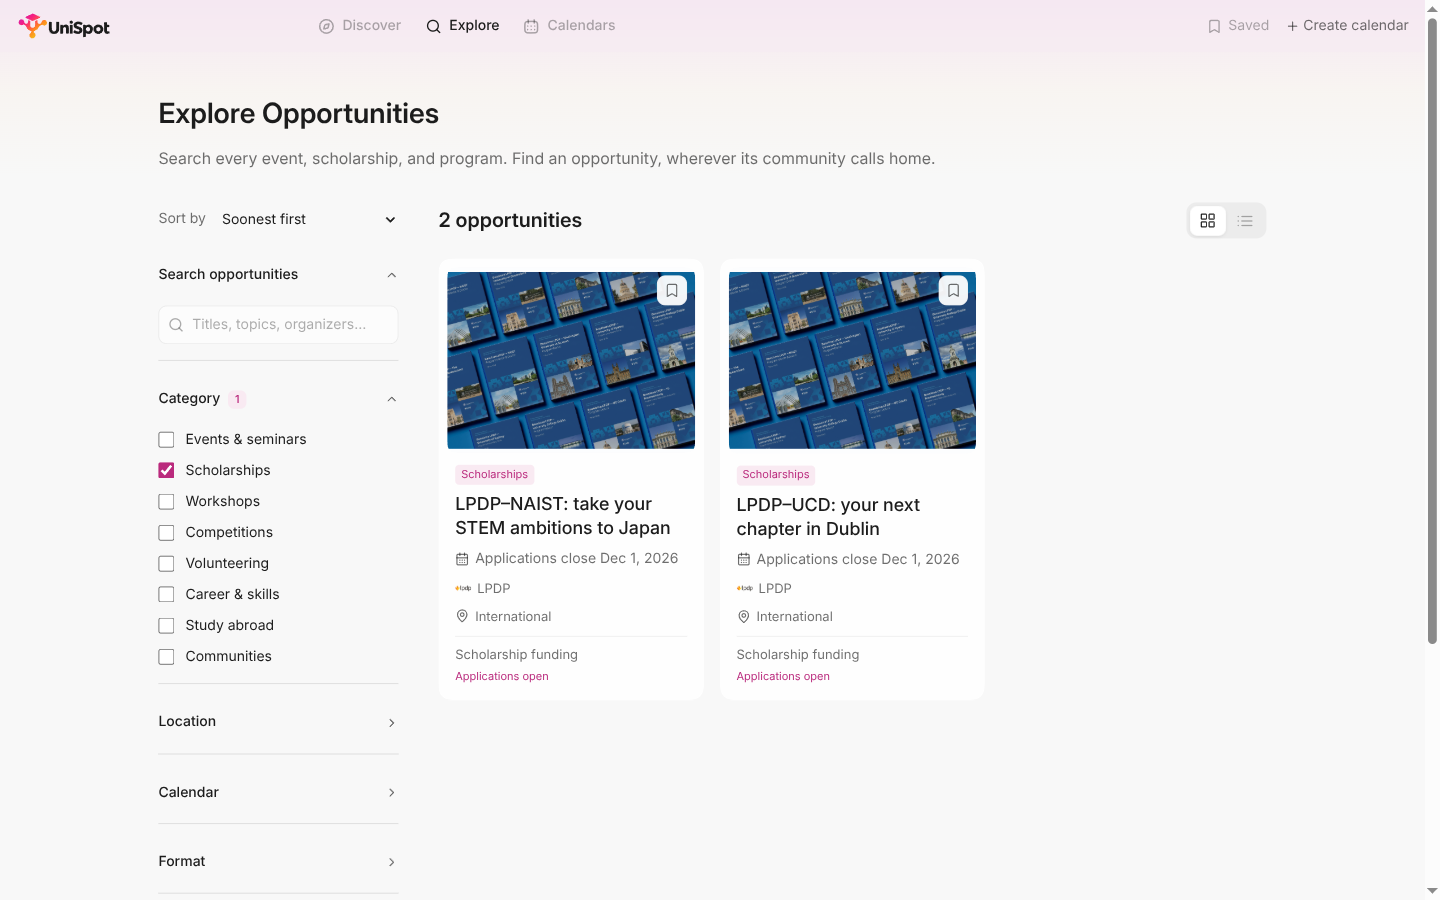 UniSpot
Discover
Explore
Calendars
Saved
+ Create calendar
Explore Opportunities
Search every event, scholarship, and program. Find an opportunity, wherever its community calls home.
Sort by
Soonest first
2 opportunities
Search opportunities
Titles, topics, organizers...
Category 1
Events & seminars
Scholarships
Workshops
Competitions
Volunteering
Career & skills
Study abroad
Communities
Location
Calendar
Format
Scholarships
LPDP–NAIST: take your
STEM ambitions to Japan
Applications close Dec 1, 2026
lpdp LPDP
International
Scholarship funding
Applications open
Scholarships
LPDP–UCD: your next
chapter in Dublin
Applications close Dec 1, 2026
lpdp LPDP
International
Scholarship funding
Applications open